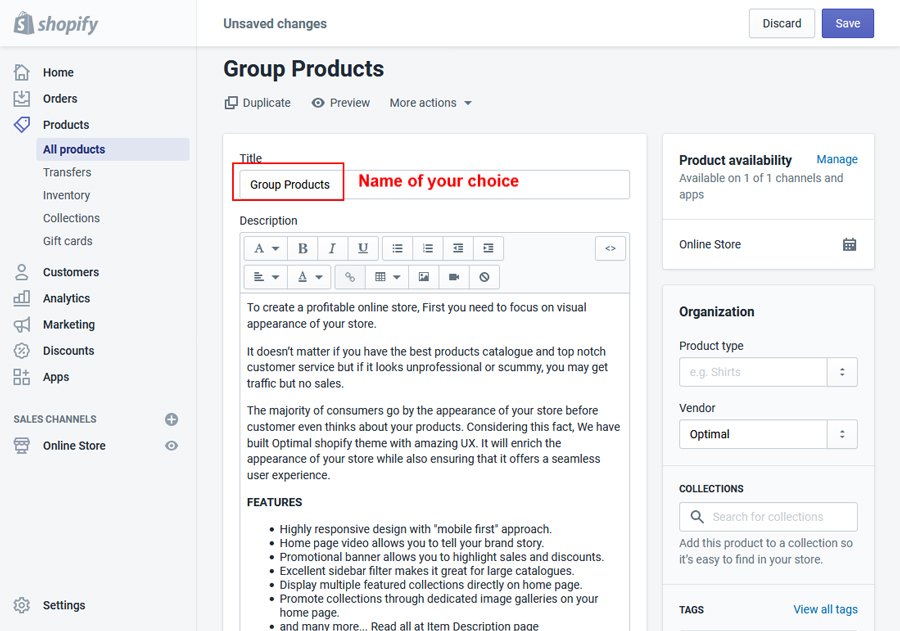 shopify
Unsaved changes
Discard
Save
Home
Orders
Products
All products
Transfers
Inventory
Collections
Gift cards
Customers
Analytics
Marketing
Discounts
Apps
SALES CHANNELS
Online Store
Settings
Group Products
Duplicate
Preview
More actions
Title
Group Products
Name of your choice
Description
A B I U
A
<>
To create a profitable online store, First you need to focus on visual
appearance of your store.
It doesn't matter if you have the best products catalogue and top notch
customer service but if it looks unprofessional or scummy, you may get
traffic but no sales.
The majority of consumers go by the appearance of your store before
customer even thinks about your products. Considering this fact, We have
built Optimal shopify theme with amazing UX. It will enrich the
appearance of your store while also ensuring that it offers a seamless
user experience.
FEATURES
• Highly responsive design with "mobile first" approach.
• Home page video allows you to tell your brand story.
• Promotional banner allows you to highlight sales and discounts.
• Excellent sidebar filter makes it great for large catalogues.
• Display multiple featured collections directly on home page.
• Promote collections through dedicated image galleries on your
home page.
• and many more... Read all at Item Description page
Product availability
Manage
Available on 1 of 1 channels and
apps
Online Store
Organization
Product type
e.g. Shirts
Vendor
Optimal
COLLECTIONS
Search for collections
Add this product to a collection so
it's easy to find in your store.
TAGS
View all tags